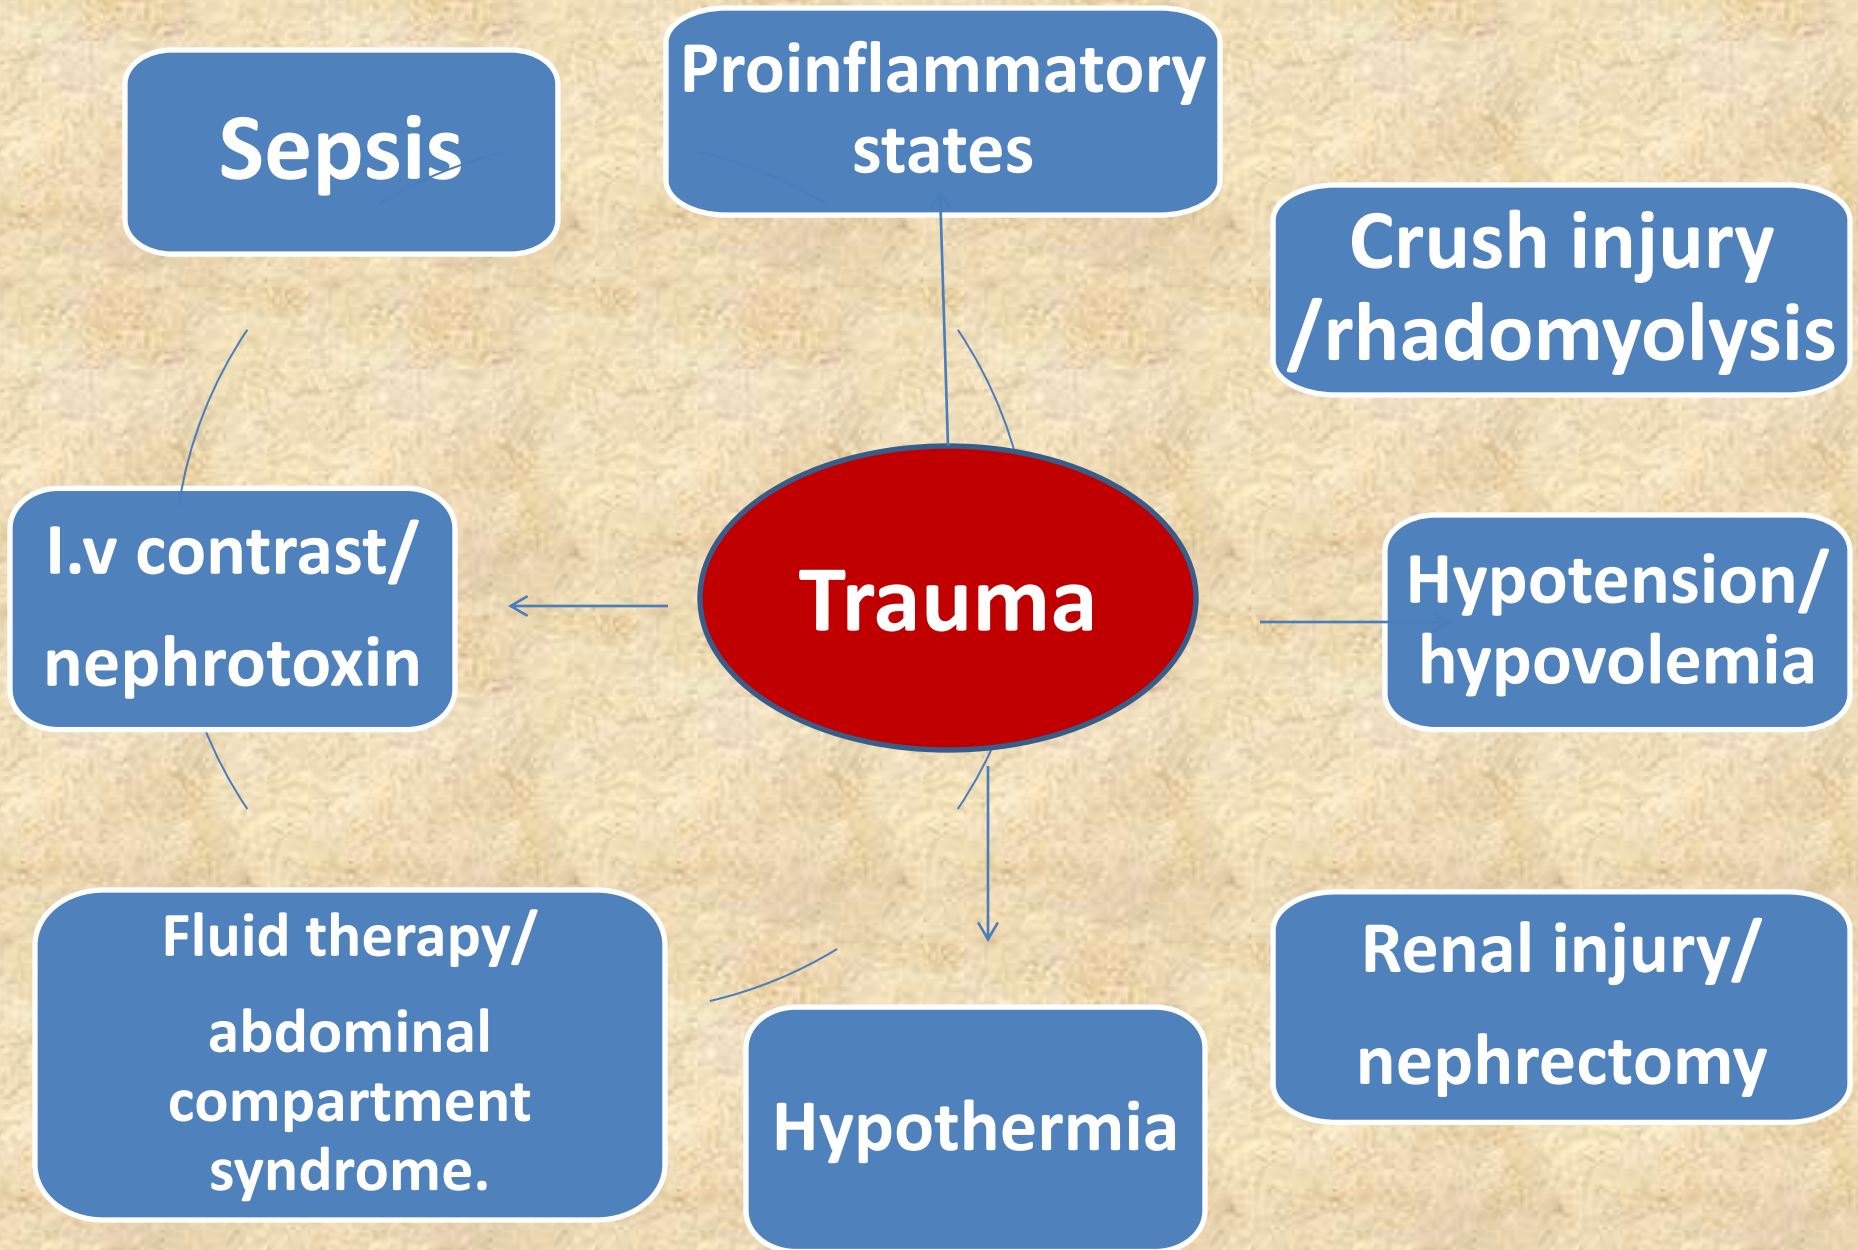 Sepsis
Proinflammatory
states
Crush injury
/rhadomyolysis
I.v contrast/
nephrotoxin
Trauma
Hypotension/
hypovolemia
Fluid therapy/
abdominal
compartment
syndrome.
Hypothermia
Renal injury/
nephrectomy